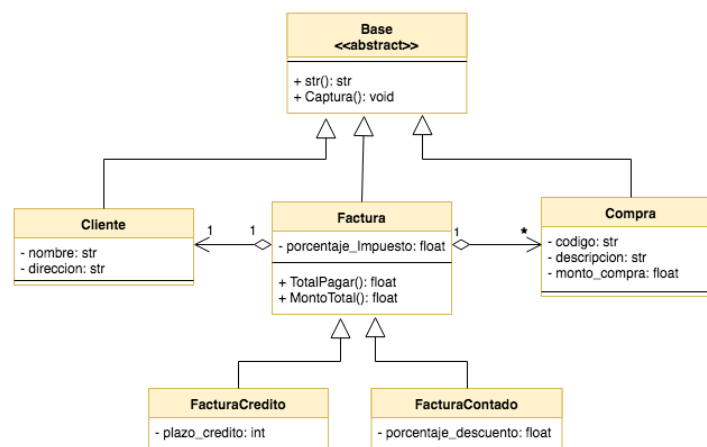 Base
<<abstract>>
+ str(): str
+ Captura(): void
Cliente
- nombre: str
- direccion: str
1
1
Factura
- porcentaje_Impuesto: float
+ TotalPagar(): float
+ MontoTotal(): float
1
*
Compra
- codigo: str
- descripcion: str
- monto_compra: float
FacturaCredito
- plazo_credito: int
FacturaContado
- porcentaje_descuento: float